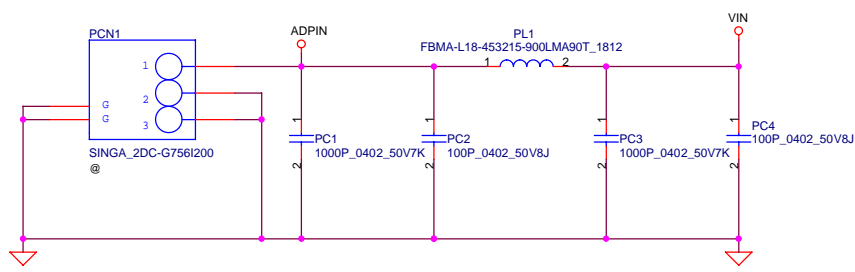 VIN
PCN1
ADPIN
PL1
FBMA-L18-453215-900LMA90T_1812
1
1
2
2
G
G
3
1
1
1
1
PC1
1000P_0402_50V7K
PC2
100P_0402_50V8J
PC3
1000P_0402_50V7K
PC4
100P_0402_50V8J
2
2
2
2
SINGA_2DC-G756I200
@